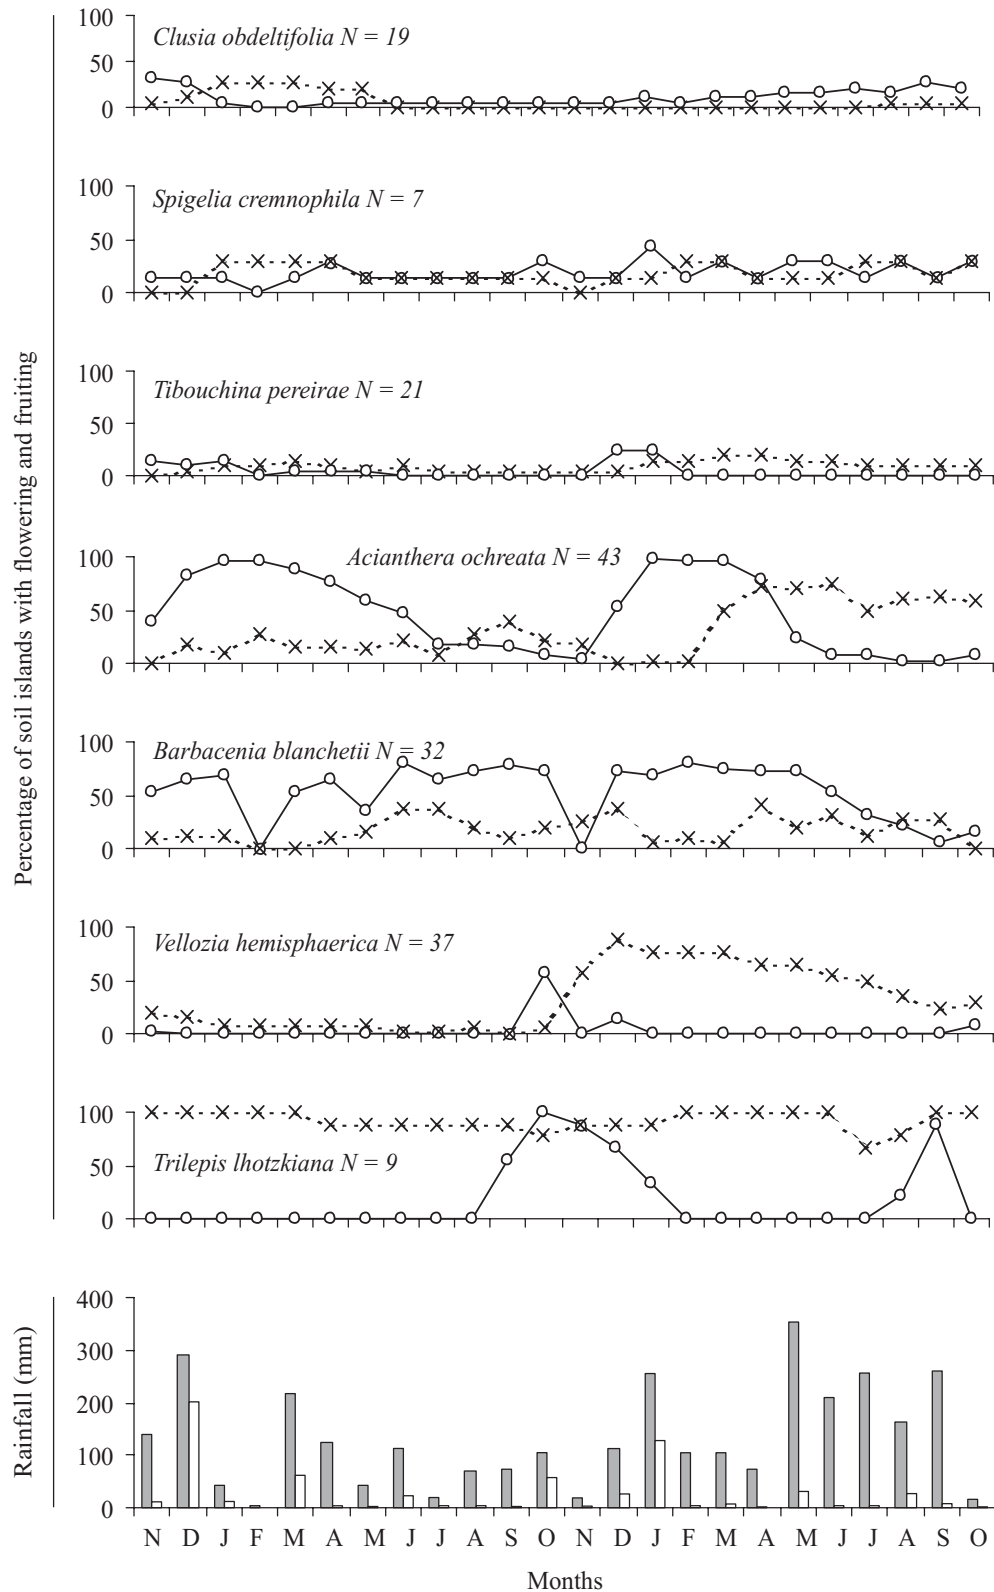 Percentage of soil islands with flowering and fruiting
100
Clusia obdeltifolia N = 19
50
0
100
Spigelia cremnophila N = 7
50
0
100
Tibouchina pereirae N = 21
50
0
100
Acianthera ochreata N = 43
50
0
100
Barbacenia blanchetii N = 32
50
0
100
Vellozia hemisphaerica N = 37
50
0
100
Trilepis lhotzkiana N = 9
50
0
Rainfall (mm)
400
300
200
100
0
N D J F M A M J J A S O N D J F M A M J J A S O
Months